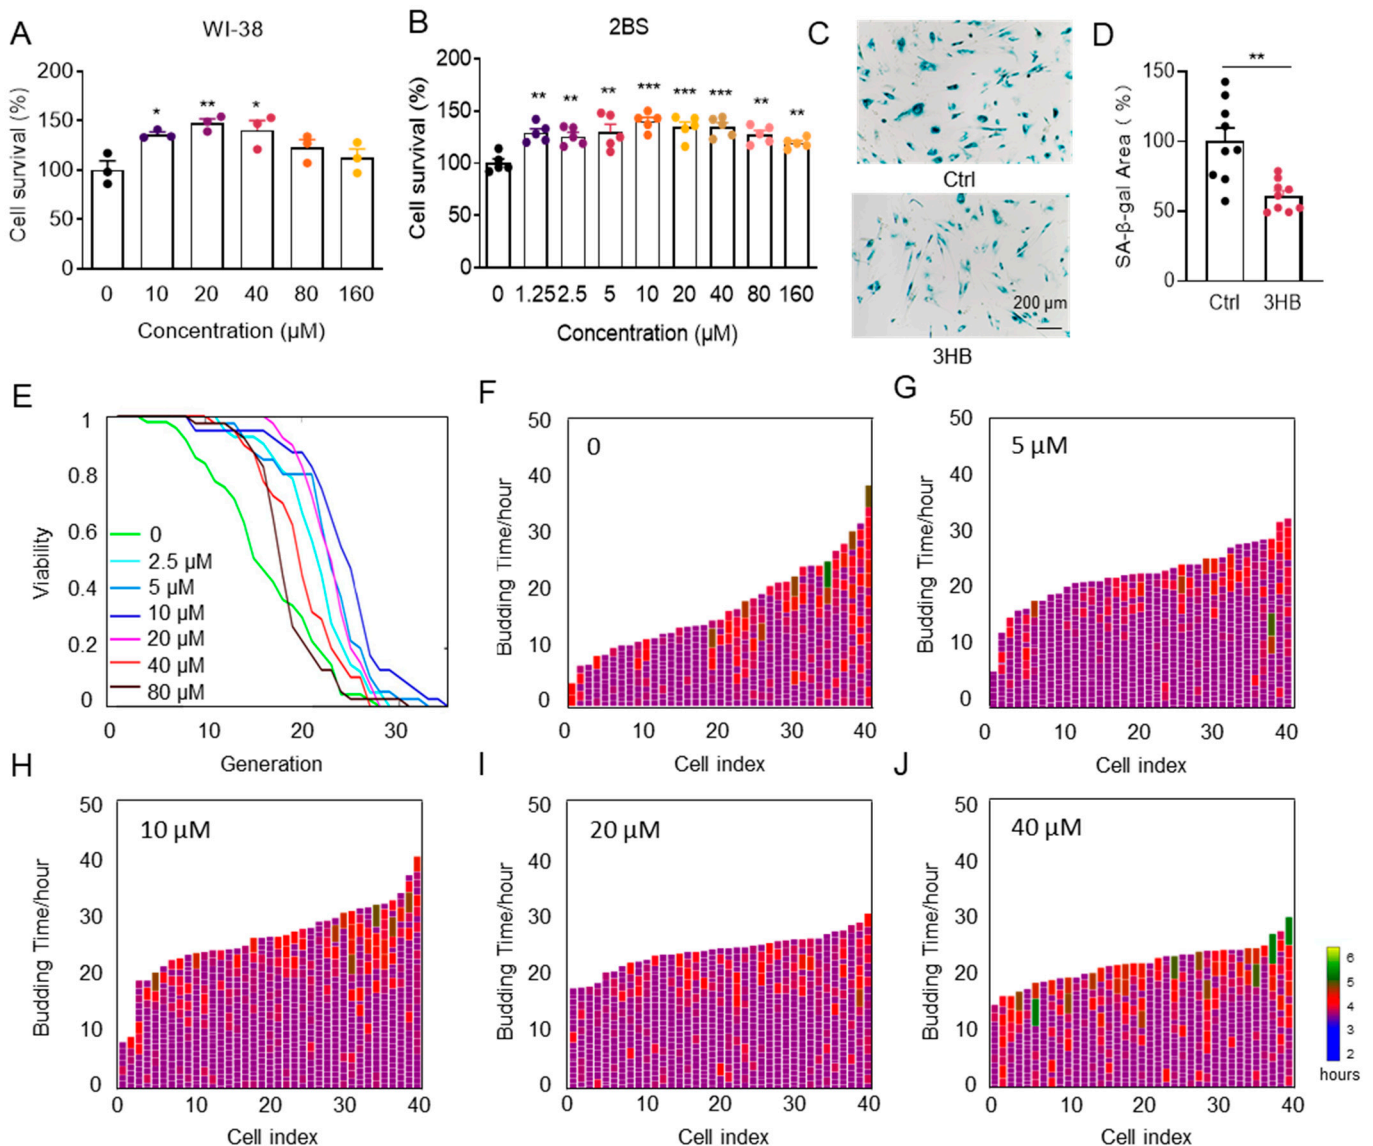 A
WI-38
Cell survival (%)
200
150
100
50
0
*
**
*
0 10 20 40 80 160
Concentration (μM)
B
2BS
Cell survival (%)
200
150
100
50
0
** ** ** *** *** *** ** **
0 1.25 2.5 5 10 20 40 80 160
Concentration (μM)
C
Ctrl
200 μm
3HB
D
SA-β-gal Area ( %)
150
100
50
0
**
Ctrl 3HB
E
Viability
1
0.8
0.6
0.4
0.2
0
0
2.5 μM
5 μM
10 μM
20 μM
40 μM
80 μM
0 10 20 30
Generation
F
Budding Time/hour
50
40
30
20
10
0
0
0 10 20 30 40
Cell index
G
Budding Time/hour
50
40
30
20
10
0
5 μM
0 10 20 30 40
Cell index
H
Budding Time/hour
50
40
30
20
10
0
10 μM
0 10 20 30 40
Cell index
I
Budding Time/hour
50
40
30
20
10
0
20 μM
0 10 20 30 40
Cell index
J
Budding Time/hour
50
40
30
20
10
0
40 μM
0 10 20 30 40
Cell index
6
5
4
3
2
hours